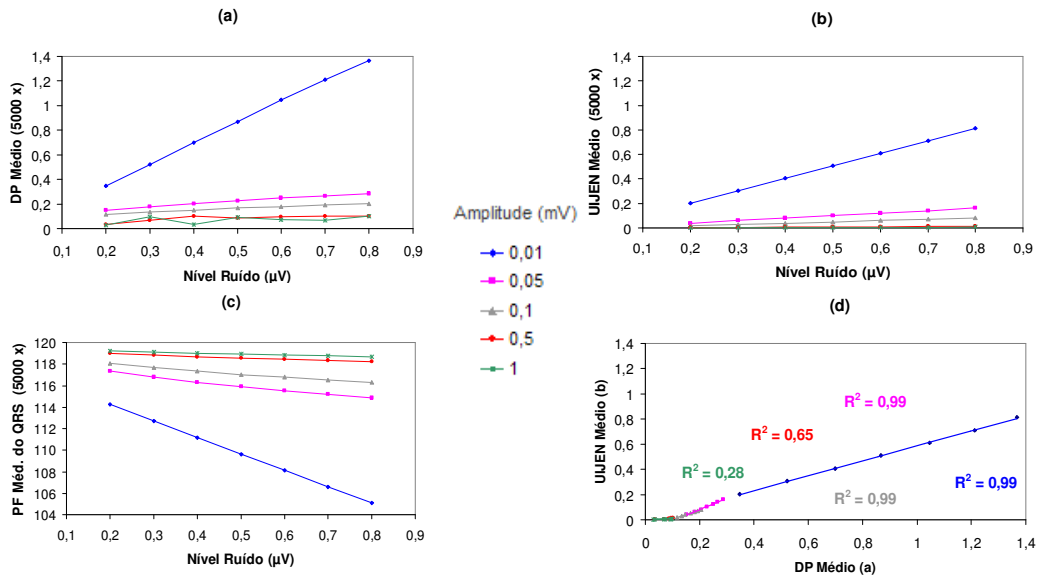 (a)
DP Médio (5000 x)
1,4
1,2
1
0,8
0,6
0,4
0,2
0
0,1 0,2 0,3 0,4 0,5 0,6 0,7 0,8 0,9
Nível Ruído (µV)
(b)
UIJEN Médio (5000 x)
1,4
1,2
1
0,8
0,6
0,4
0,2
0
0,1 0,2 0,3 0,4 0,5 0,6 0,7 0,8 0,9
Nível Ruído (µV)
Amplitude (mV)
0,01
0,05
0,1
0,5
1
(c)
PF Méd. do QRS (5000 x)
120
118
116
114
112
110
108
106
104
0,1 0,2 0,3 0,4 0,5 0,6 0,7 0,8 0,9
Nível Ruído (µV)
(d)
UIJEN Médio (b)
1,4
1,2
1
0,8
0,6
0,4
0,2
0
R² = 0,99
R² = 0,65
R² = 0,28
R² = 0,99
R² = 0,99
0 0,2 0,4 0,6 0,8 1 1,2 1,4
DP Médio (a)